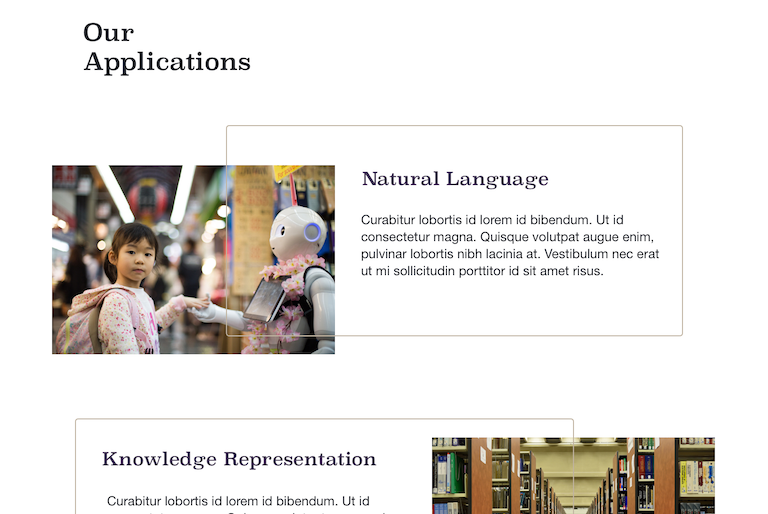 Our
Applications
Natural Language
Curabitur lobortis id lorem id bibendum. Ut id
consectetur magna. Quisque volutpat augue enim,
pulvinar lobortis nibh lacinia at. Vestibulum nec erat
ut mi sollicitudin porttitor id sit amet risus.
Knowledge Representation
Curabitur lobortis id lorem id bibendum. Ut id